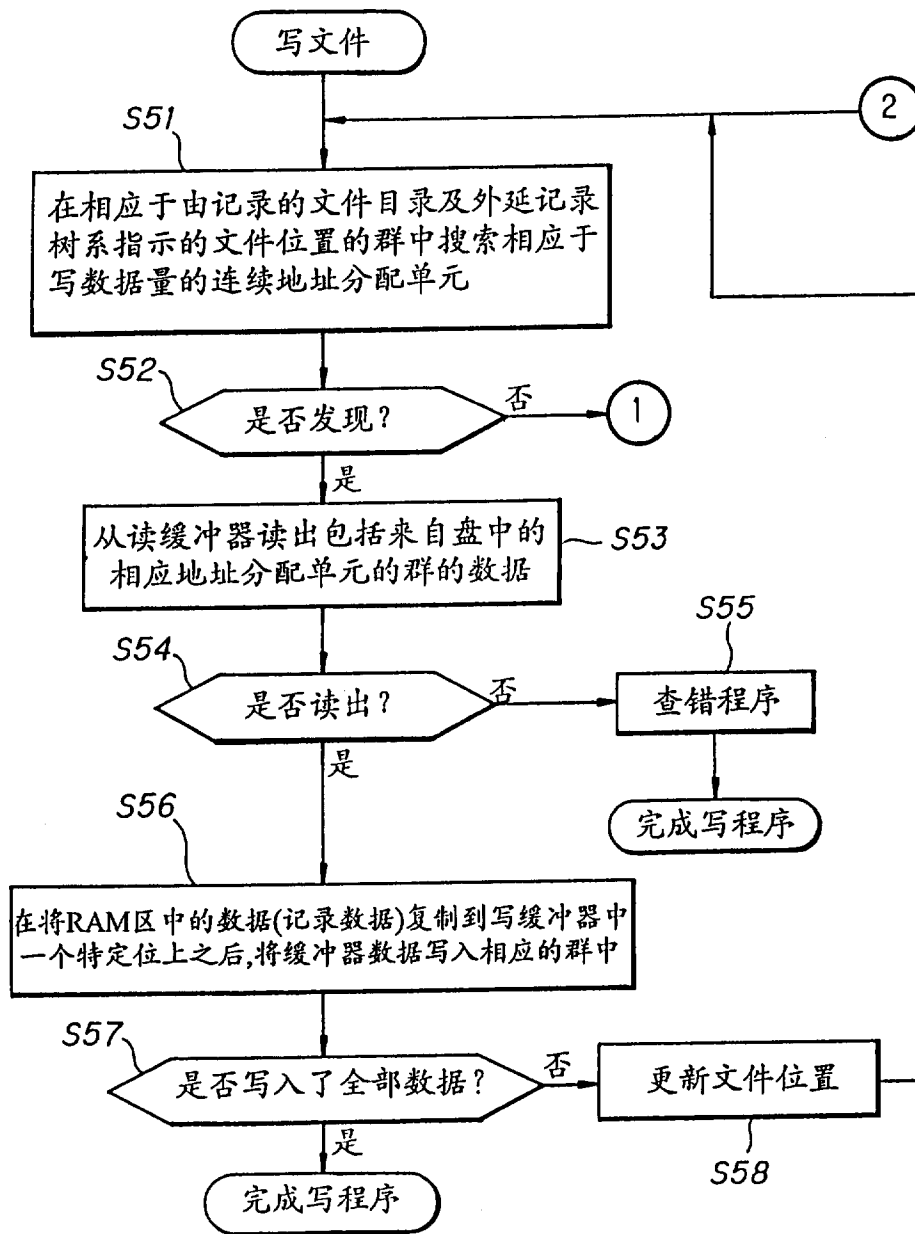 写文件
2
S51
在相应于由记录的文件目录及外延记录
树系指示的文件位置的群中搜索相应于
写数据量的连续地址分配单元
S52
是否发现?
否
1
是
从读缓冲器读出包括来自盘中的
相应地址分配单元的群的数据
S53
S54
是否读出?
否
S55
查错程序
是
完成写程序
S56
在将RAM区中的数据(记录数据)复制到写缓冲器中
一个特定位上之后,将缓冲器数据写入相应的群中
S57
是否写入了全部数据?
否
更新文件位置
S58
是
完成写程序